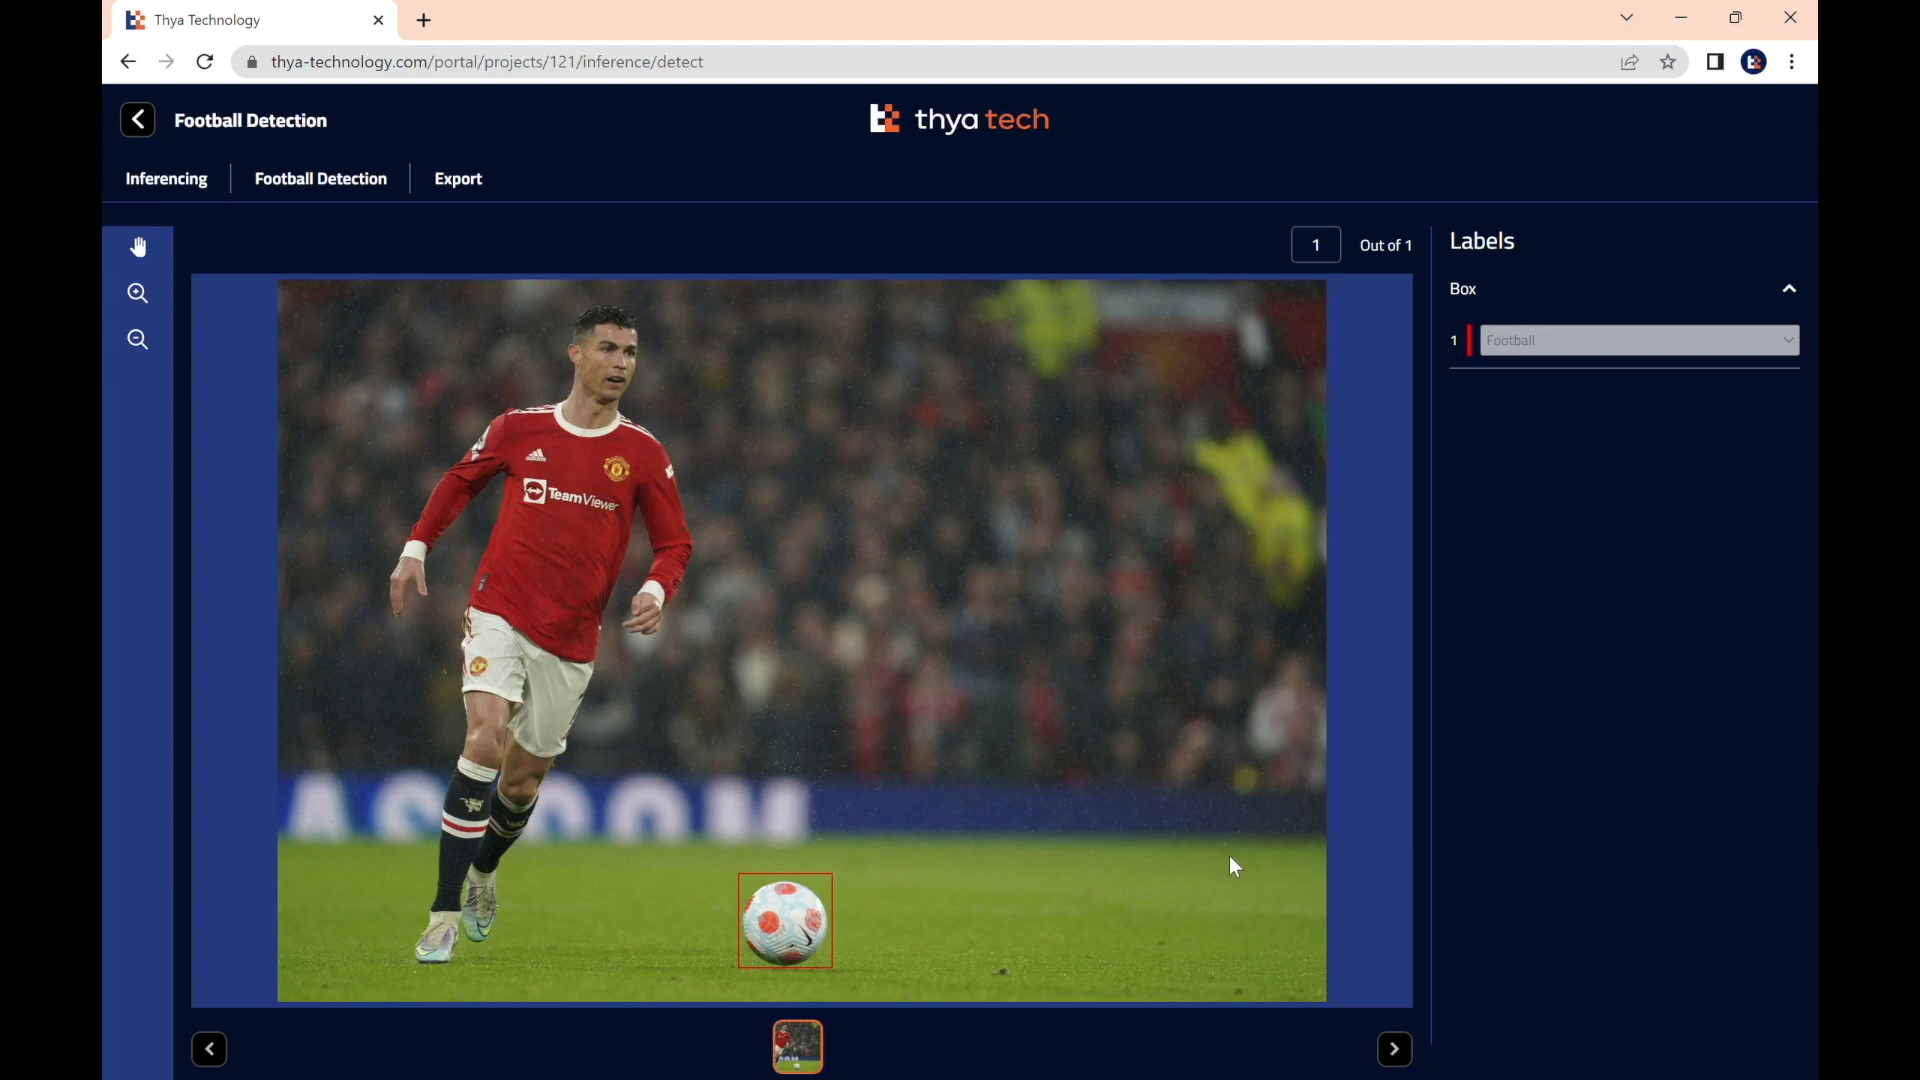 Thya Technology
thya-technology.com/portal/projects/121/inference/detect
Football Detection
thya tech
Inferencing
Football Detection
Export
1
Out of 1
Labels
Box
1
Football
adidas
TeamViewer